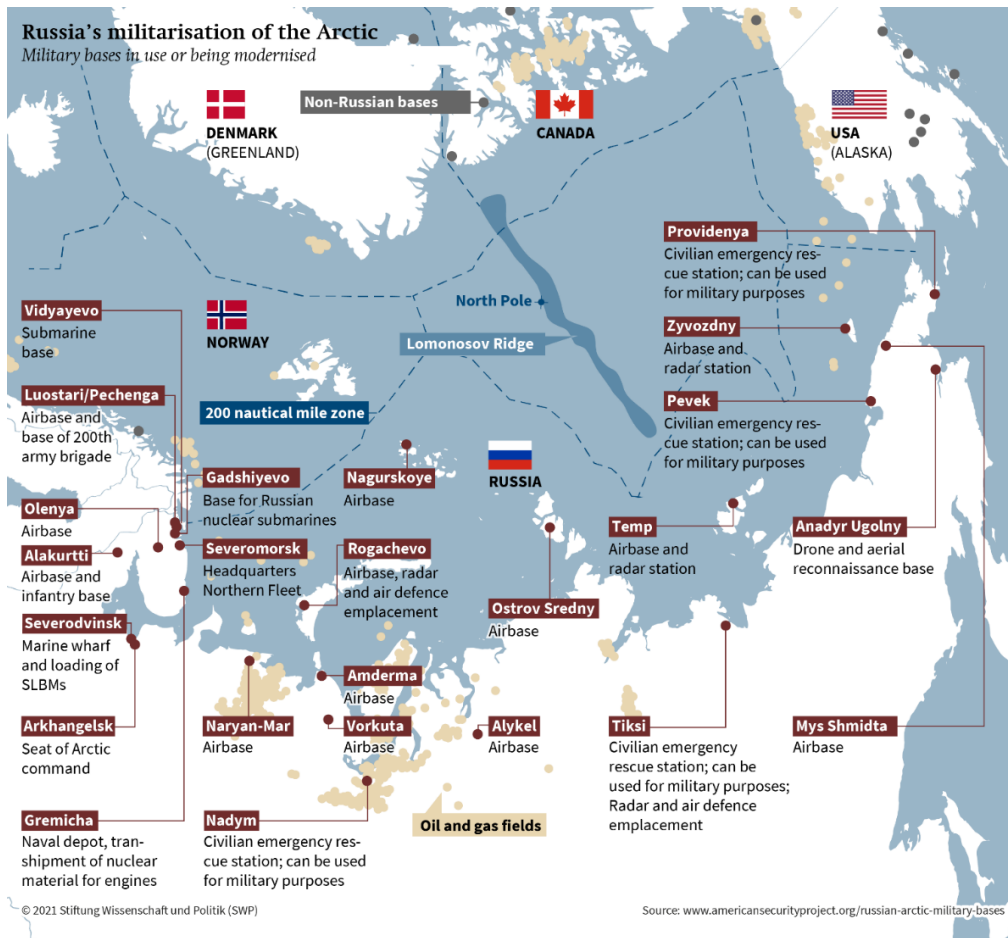 Russia's militarisation of the Arctic
Military bases in use or being modernised
Non-Russian bases
DENMARK
(GREENLAND)
CANADA
USA
(ALASKA)
Providenya
Civilian emergency res-
cue station; can be used
for military purposes
North Pole
Vidyayevo
Submarine
base
NORWAY
Zyvozdny
Airbase and
radar station
Lomonosov Ridge
Luostari/Pechenga
Airbase and
base of 200th
army brigade
200 nautical mile zone
Pevek
Civilian emergency res-
cue station; can be used
for military purposes
Gadshiyevo
Base for Russian
nuclear submarines
Nagurskoye
Airbase
RUSSIA
Olenya
Airbase
Temp
Airbase and
radar station
Anadyr Ugolny
Drone and aerial
reconnaissance base
Alakurtti
Airbase and
infantry base
Severomorsk
Headquarters
Northern Fleet
Rogachevo
Airbase, radar
and air defence
emplacement
Ostrov Sredny
Airbase
Severodvinsk
Marine wharf
and loading of
SLBMs
Amderma
Airbase
Arkhangelsk
Seat of Arctic
command
Naryan-Mar
Airbase
Vorkuta
Airbase
Alykel
Airbase
Tiksi
Civilian emergency
rescue station; can be
used for military purposes;
Radar and air defence
emplacement
Mys Shmidta
Airbase
Gremicha
Naval depot, tran-
shipment of nuclear
material for engines
Nadym
Civilian emergency res-
cue station; can be used
for military purposes
Oil and gas fields
© 2021 Stiftung Wissenschaft und Politik (SWP)
Source: www.americansecurityproject.org/russian-arctic-military-bases